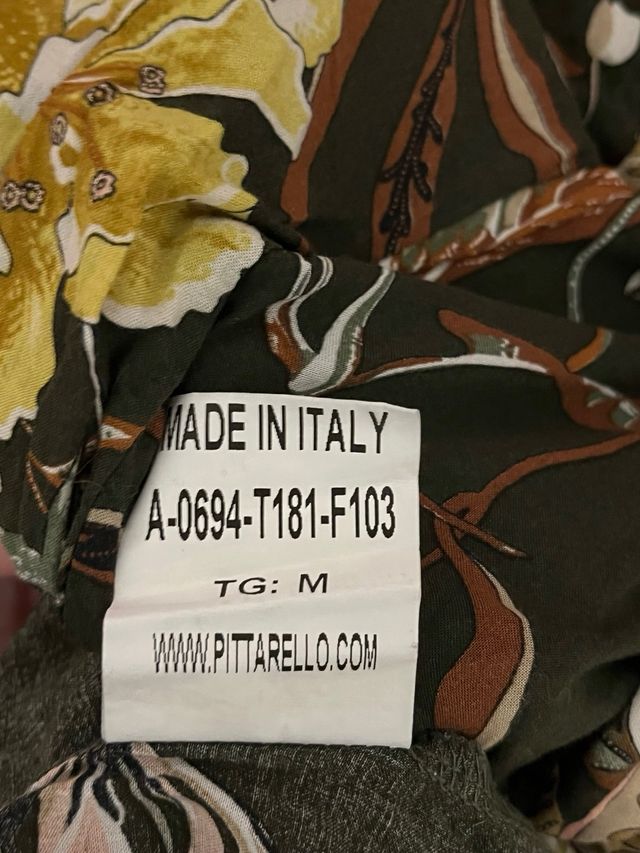 MADE IN ITALY
A-0694-T181-F103
TG: M
WWW.PITTARELLO.COM